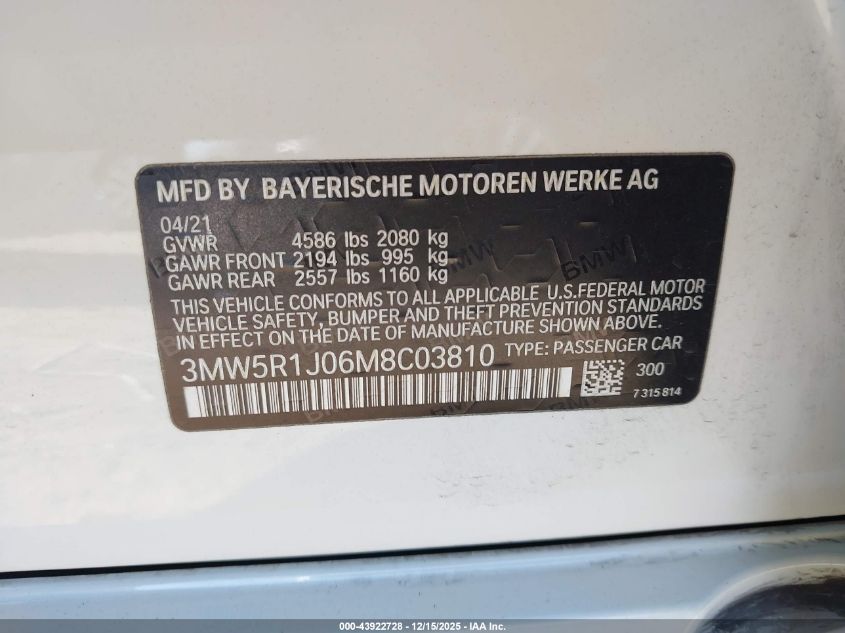 MFD BY BAYERISCHE MOTOREN WERKE AG
04/21
GVWR 4586 lbs 2080 kg
GAWR FRONT 2194 lbs 995 kg
GAWR REAR 2557 lbs 1160 kg
THIS VEHICLE CONFORMS TO ALL APPLICABLE U.S.FEDERAL MOTOR
VEHICLE SAFETY, BUMPER AND THEFT PREVENTION STANDARDS
IN EFFECT ON THE DATE OF MANUFACTURE SHOWN ABOVE.
3MW5R1J06M8C03810 TYPE: PASSENGER CAR
300
7 315 814
000-43922728 - 12/15/2025 - IAA Inc.